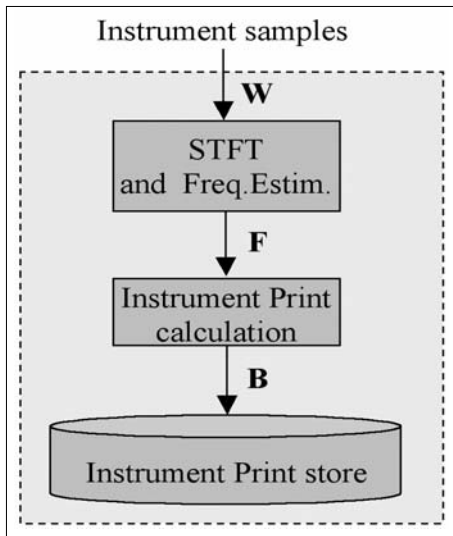 Instrument samples
W
STFT
and Freq.Estim.
F
Instrument Print
calculation
B
Instrument Print store